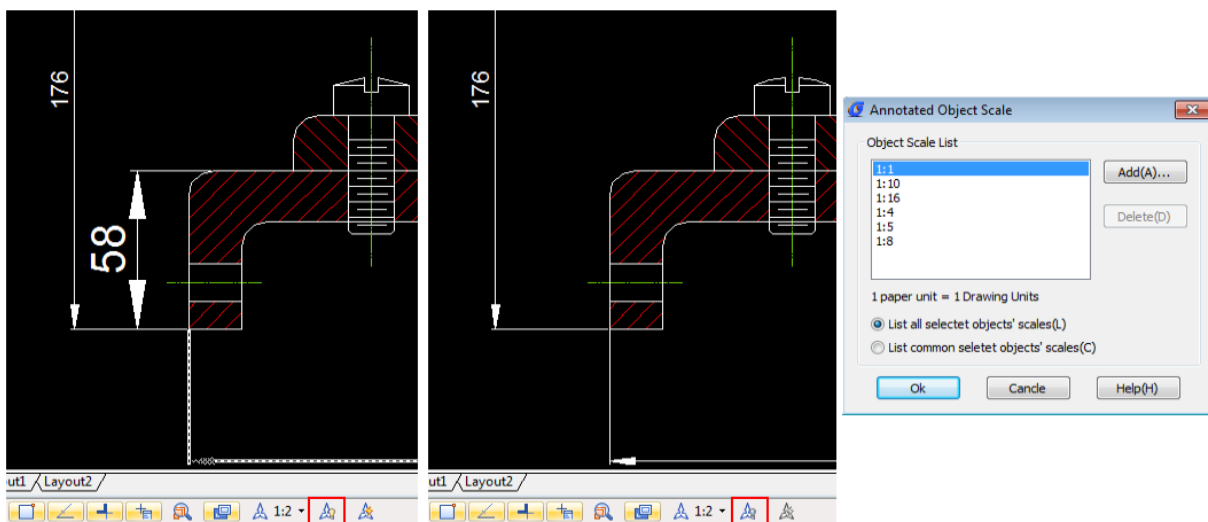 176
58
out1 Layout2
1:2
176
ut1 Layout2
1:2
Annotated Object Scale
Object Scale List
1:1
1:10
1:16
1:4
1:5
1:8
Add(A)...
Delete(D)
1 paper unit = 1 Drawing Units
List all selectet objects' scales(L)
List common seletet objects' scales(C)
Ok
Cancle
Help(H)